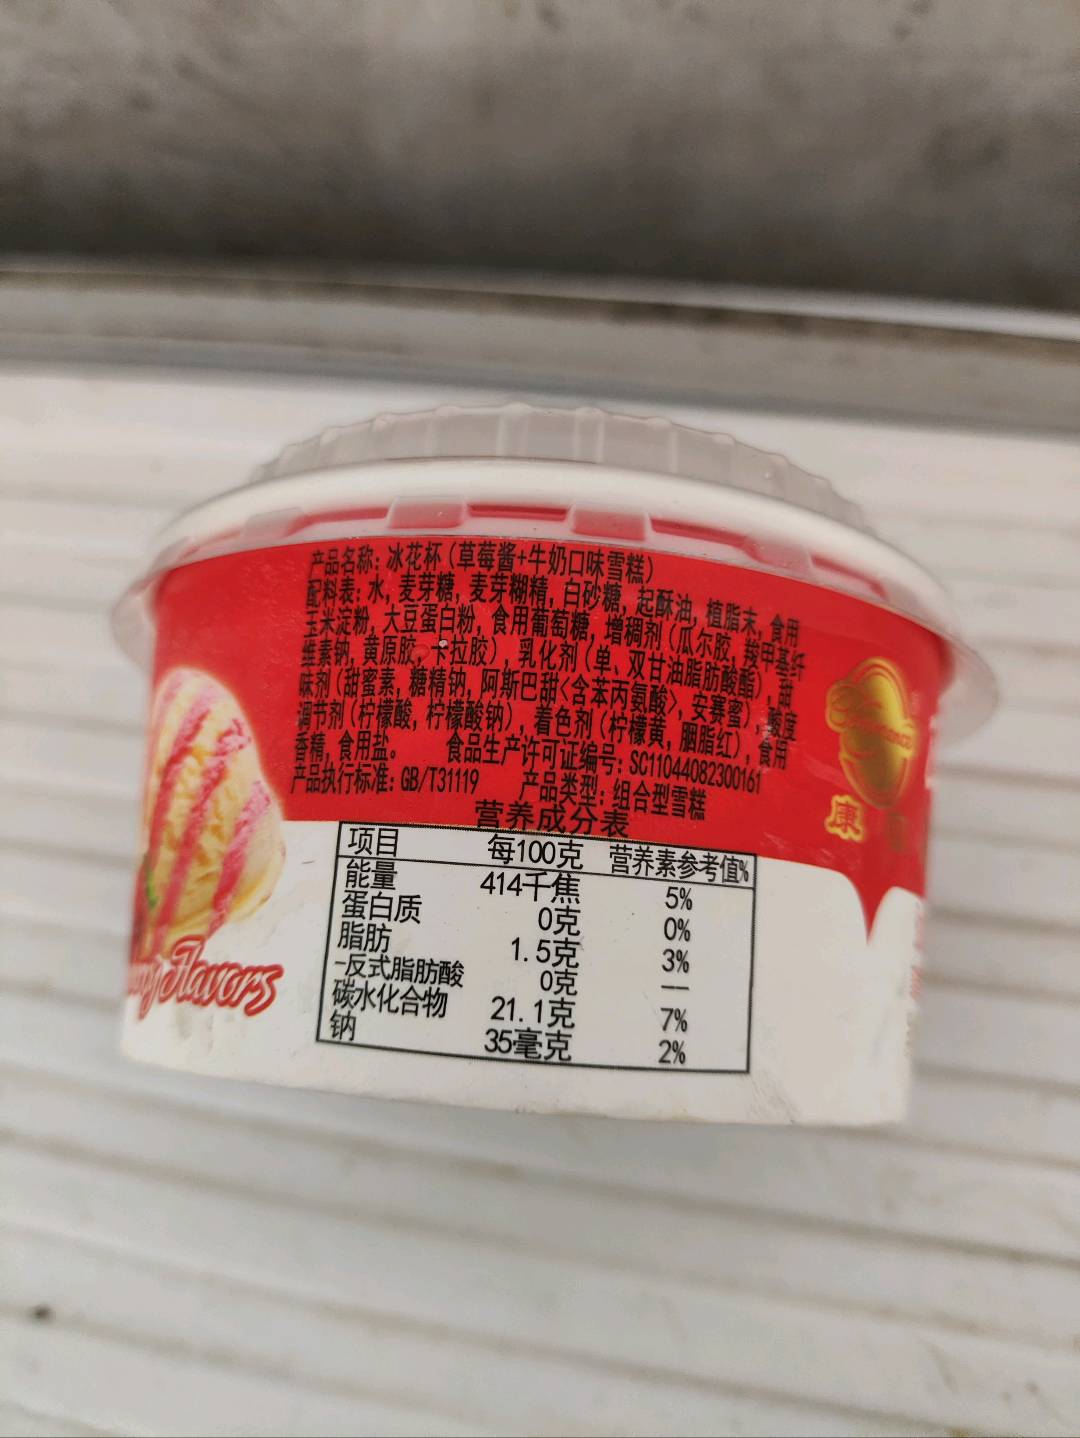 产品名称: 冰花杯(草莓酱+牛奶口味雪糕)
配料表: 水, 麦芽糖, 麦芽糊精, 白砂糖, 起酥油, 植脂末, 食用
玉米淀粉, 大豆蛋白粉, 食用葡萄糖, 增稠剂(瓜尔胶, 羧甲基纤
维素钠, 黄原胶, 卡拉胶), 乳化剂(单、双甘油脂肪酸酯), 甜
味剂(甜蜜素, 糖精钠, 阿斯巴甜<含苯丙氨酸>, 安赛蜜), 酸度
调节剂(柠檬酸, 柠檬酸钠), 着色剂(柠檬黄, 胭脂红), 食用
香精, 食用盐。 食品生产许可证编号: SC11044082300161
产品执行标准: GB/T31119 产品类型: 组合型雪糕
营养成分表
项目 每100克 营养素参考值%
能量 414千焦 5%
蛋白质 0克 0%
脂肪 1.5克 3%
-反式脂肪酸 0克 --
碳水化合物 21.1克 7%
钠 35毫克 2%
Flavors
康